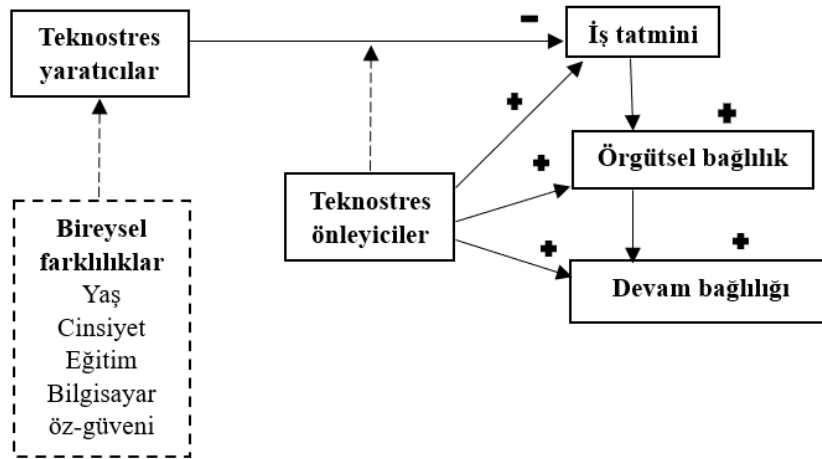 Teknostres
yaratıcılar
-
İş tatmini
+
+
Örgütsel bağlılık
+
Teknostres
önleyiciler
+
+
Devam bağlılığı
Bireysel
farklılıklar
Yaş
Cinsiyet
Eğitim
Bilgisayar
öz-güveni